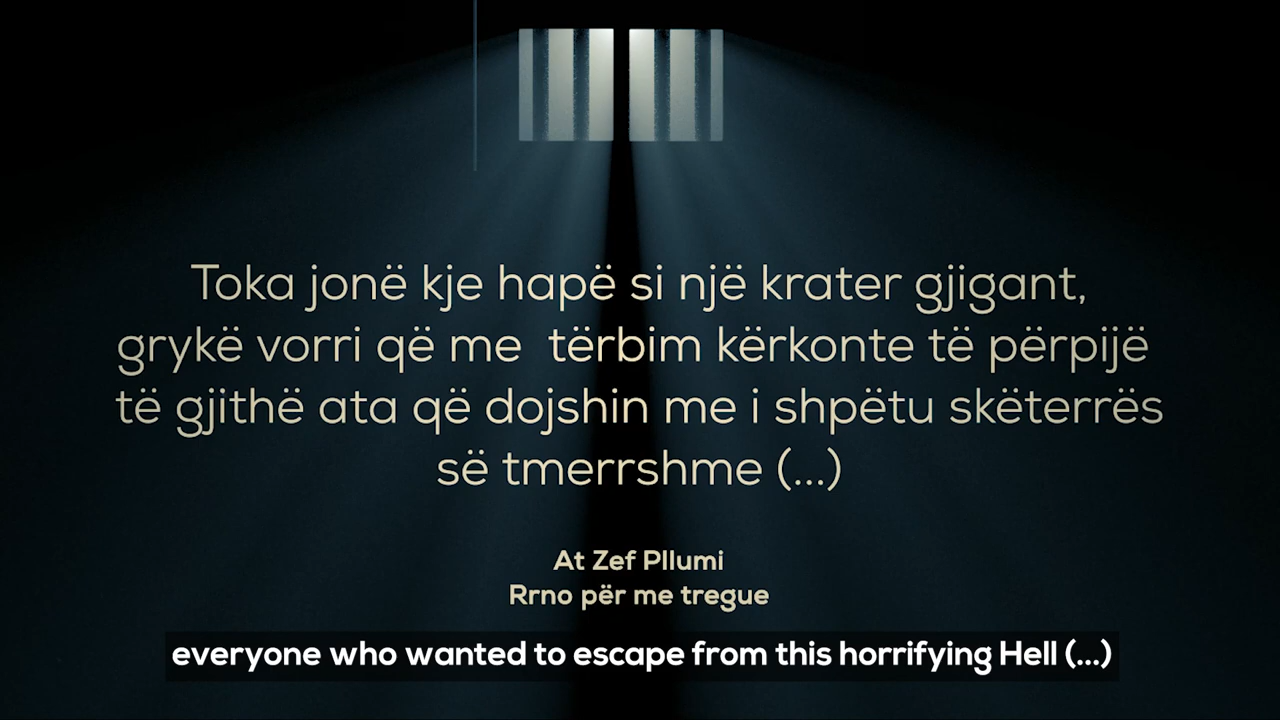 Toka jonë kje hapë si një krater gjigant,
grykë vorri që me tërbim kërkonte të përpijë
të gjithë ata që dojshin me i shpëtu skëterrës
së tmerrshme (...)
At Zef Pllumi
Rrno për me tregue
everyone who wanted to escape from this horrifying Hell (...)